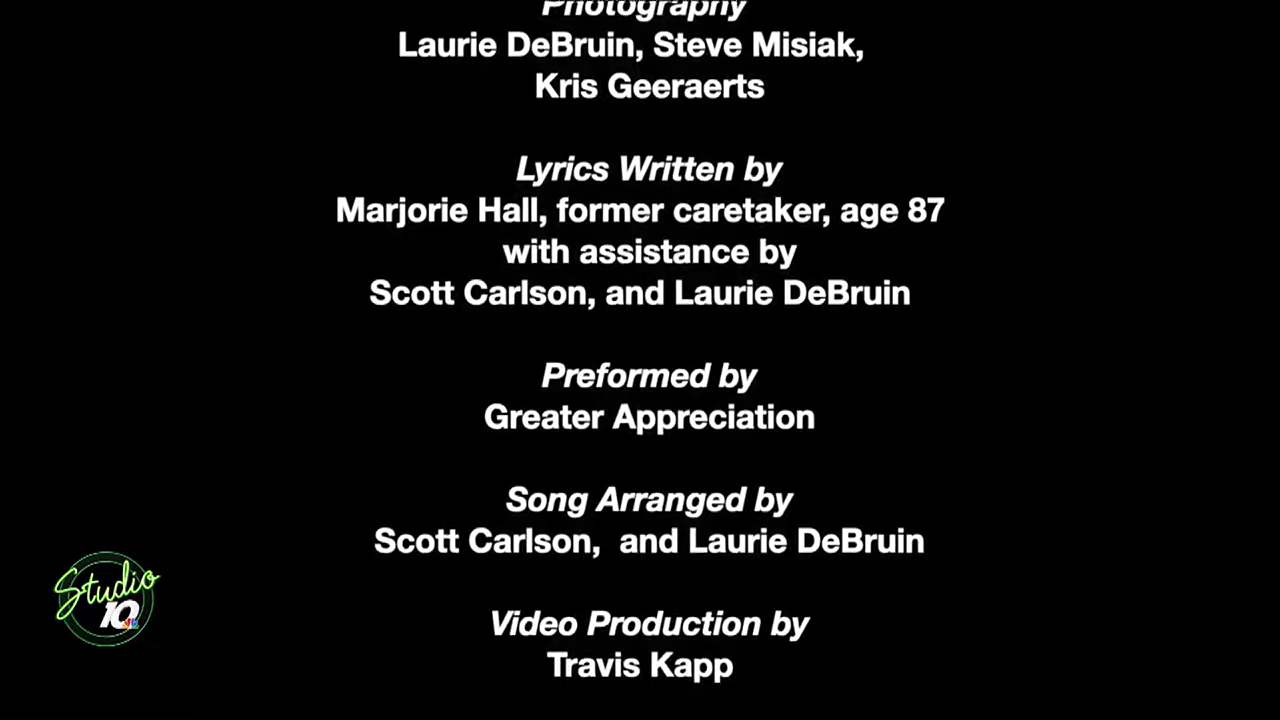 Photography
Laurie DeBruin, Steve Misiak,
Kris Geeraerts
Lyrics Written by
Marjorie Hall, former caretaker, age 87
with assistance by
Scott Carlson, and Laurie DeBruin
Preformed by
Greater Appreciation
Song Arranged by
Scott Carlson,  and Laurie DeBruin
Studio
10
Video Production by
Travis Kapp